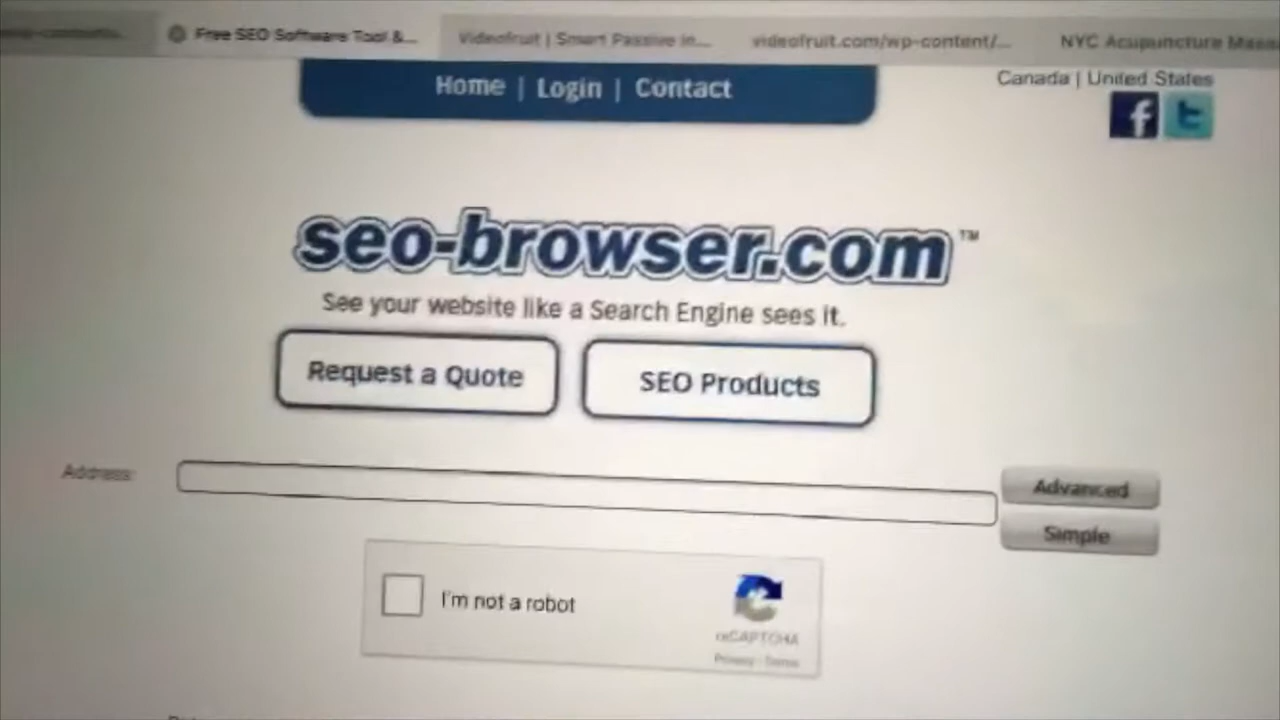 Free SEO Software Tool &...
Videofruit | Smart Passive In...
videofruit.com/wp-content/...
NYC Acupuncture
Home | Login | Contact
Canada | United States
seo-browser.com™
See your website like a Search Engine sees it.
Request a Quote
SEO Products
Address:
Advanced
Simple
I'm not a robot
reCAPTCHA
Privacy - Terms